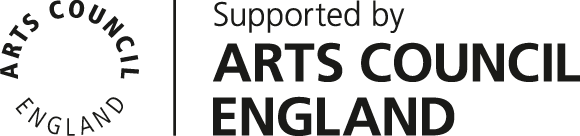 ARTS COUNCIL
ENGLAND
Supported by
ARTS COUNCIL
ENGLAND